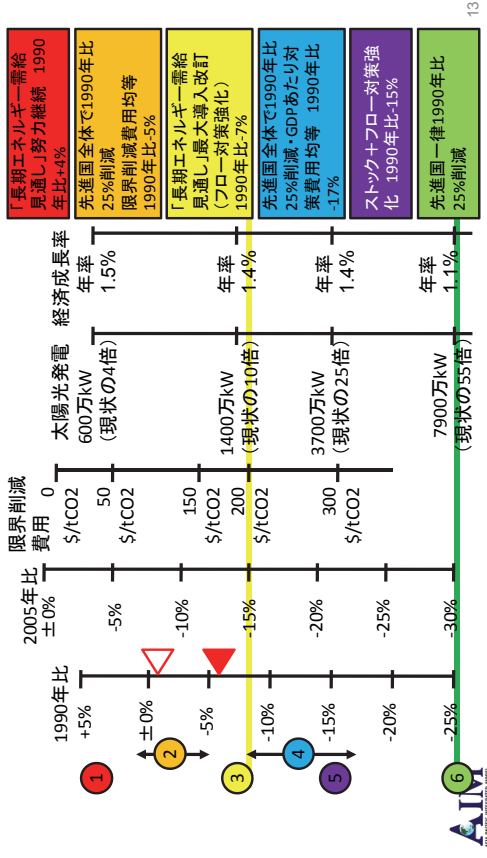 1990年比
+5%
±0%
-5%
-10%
-15%
-20%
-25%
2005年比
±0%
-5%
-10%
-15%
-20%
-25%
-30%
限界削減
費用
0
$/tCO2
50
$/tCO2
150
$/tCO2
200
$/tCO2
300
$/tCO2
太陽光発電
600万kW
(現状の4倍)
1400万kW
(現状の10倍)
3700万kW
(現状の25倍)
7900万kW
(現状の55倍)
経済成長率
年率
1.5%
年率
1.4%
年率
1.4%
年率
1.1%
「長期エネルギー需給
見通し」努力継続 1990
年比+4%
先進国全体で1990年比
25%削減
限界削減費用均等
1990年比-5%
「長期エネルギー需給
見通し」最大導入改訂
(フロー対策強化)
1990年比-7%
先進国全体で1990年比
25%削減・GDPあたり対
策費用均等 1990年比
-17%
ストック+フロー対策強
化 1990年比-15%
先進国一律1990年比
25%削減
1
2
3
4
5
6
AIM
13